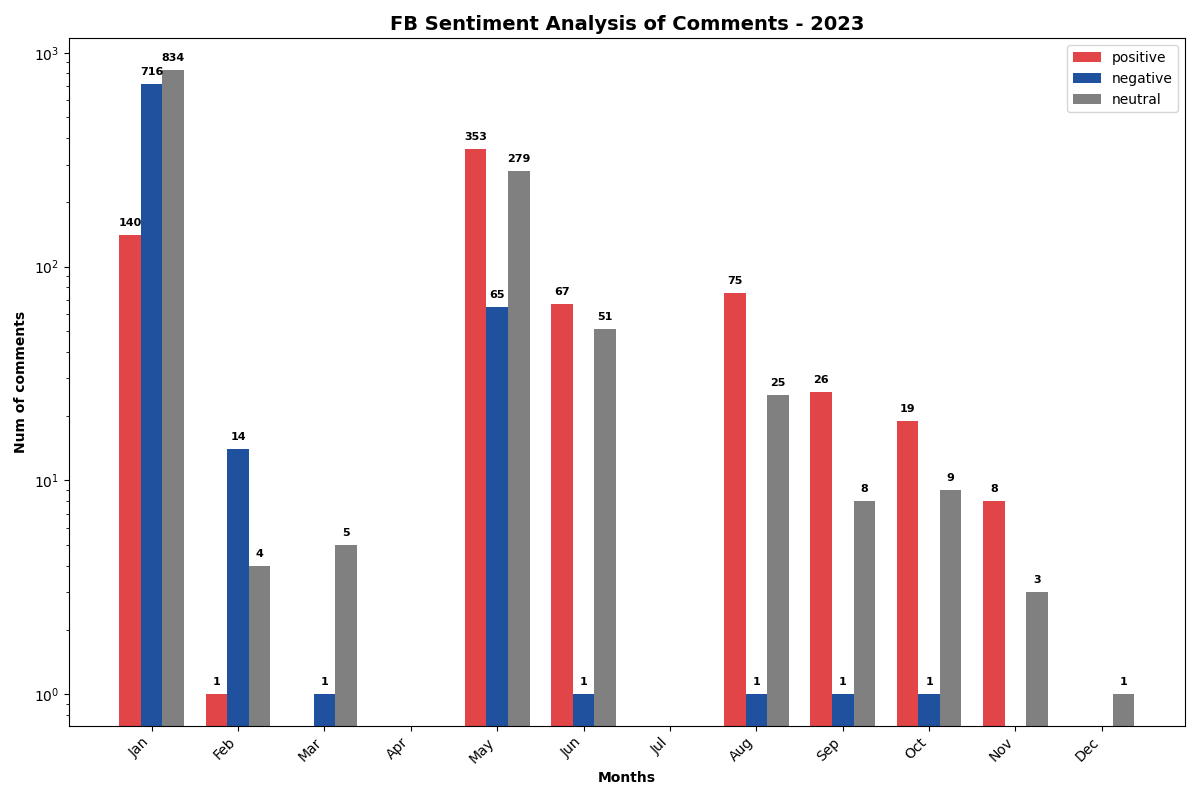 FB Sentiment Analysis of Comments - 2023
positive
negative
neutral
Num of comments
10³
10²
10¹
10⁰
140
716
834
1
14
4
1
5
353
65
279
67
1
51
75
1
25
26
1
8
19
1
9
8
3
1
Jan
Feb
Mar
Apr
May
Jun
Jul
Aug
Sep
Oct
Nov
Dec
Months